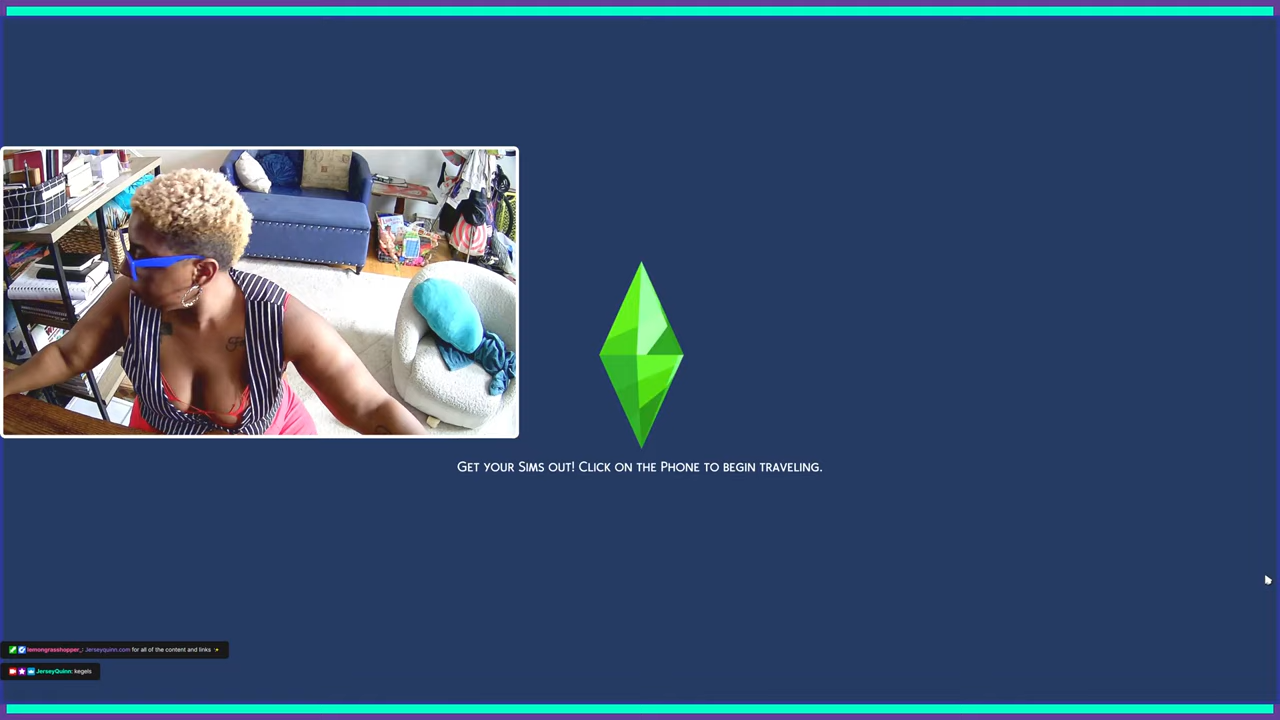 Get your Sims out! Click on the Phone to begin traveling.
lemongrasshopper_: Jerseyquinn.com for all of the content and links ✨
JerseyQuinn: kegels